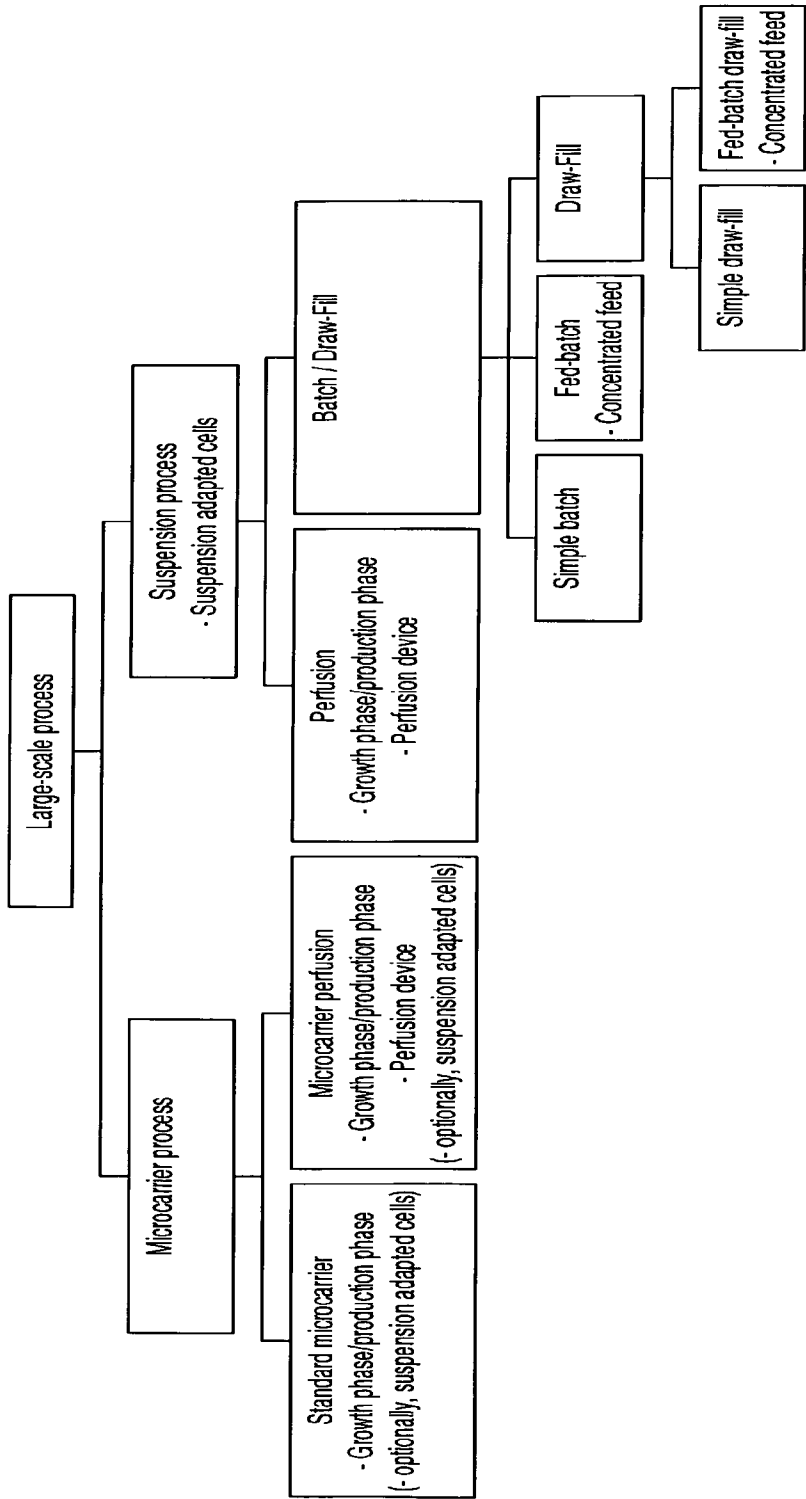 Large-scale process
Microcarrier process
Suspension process
- Suspension adapted cells
Standard microcarrier
- Growth phase/production phase
(- optionally, suspension adapted cells)
Microcarrier perfusion
- Growth phase/production phase
- Perfusion device
(- optionally, suspension adapted cells)
Perfusion
- Growth phase/production phase
- Perfusion device
Batch / Draw-Fill
Simple batch
Fed-batch
- Concentrated feed
Draw-Fill
Simple draw-fill
Fed-batch draw-fill
- Concentrated feed